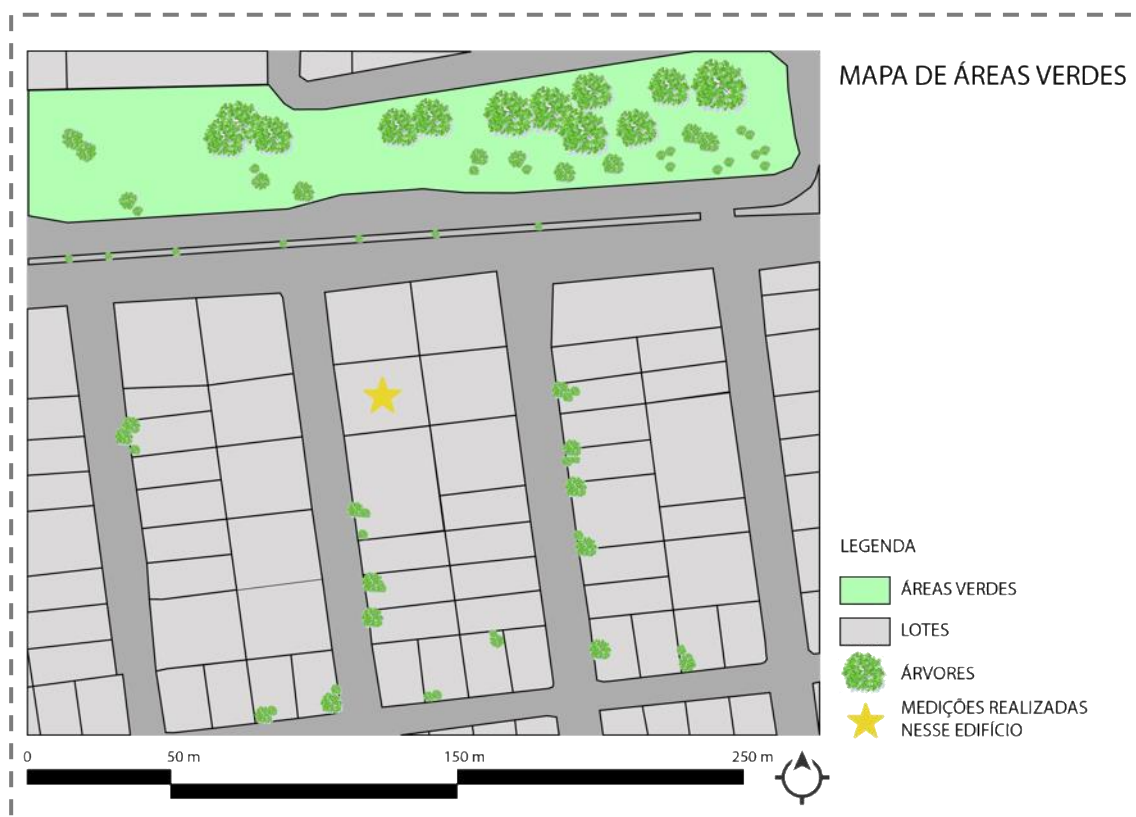 MAPA DE ÁREAS VERDES
LEGENDA
ÁREAS VERDES
LOTES
ÁRVORES
MEDIÇÕES REALIZADAS
NESSE EDIFÍCIO
0 50 m 150 m 250 m